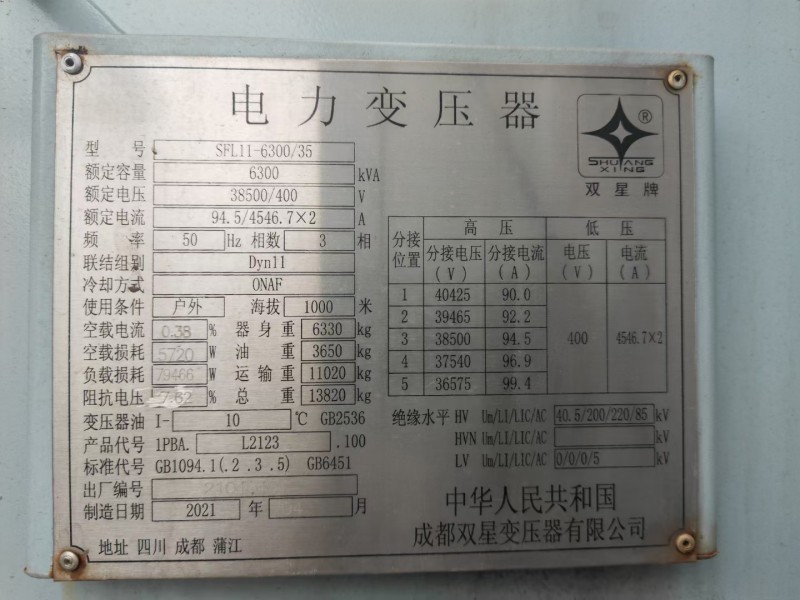 电力变压器
®
SHUANG
XING
双星牌
型 号 SFL11-6300/35
额定容量 6300 kVA
额定电压 38500/400 V
额定电流 94.5/4546.7×2 A
频 率 50 Hz 相数 3 相
联结组别 Dyn11
冷却方式 ONAF
使用条件 户外 海拔 1000 米
空载电流 0.38 % 器身重 6330 kg
空载损耗 5720 W 油 重 3650 kg
负载损耗 79466 W 运输重 11020 kg
阻抗电压 7.62 % 总 重 13820 kg
变压器油 I- 10 ℃ GB2536
产品代号 1PBA. L2123 .100
标准代号 GB1094.1(.2 .3 .5) GB6451
出厂编号
制造日期 2021 年 月
地址 四川 成都 蒲江
分接位置 高 压 低 压
分接电压(V) 分接电流(A) 电压(V) 电流(A)
1 40425 90.0
2 39465 92.2
3 38500 94.5 400 4546.7×2
4 37540 96.9
5 36575 99.4
绝缘水平 HV Um/LI/LIC/AC 40.5/200/220/85 kV
HVN Um/LI/LIC/AC kV
LV Um/LI/LIC/AC 0/0/0/5 kV
中华人民共和国
成都双星变压器有限公司